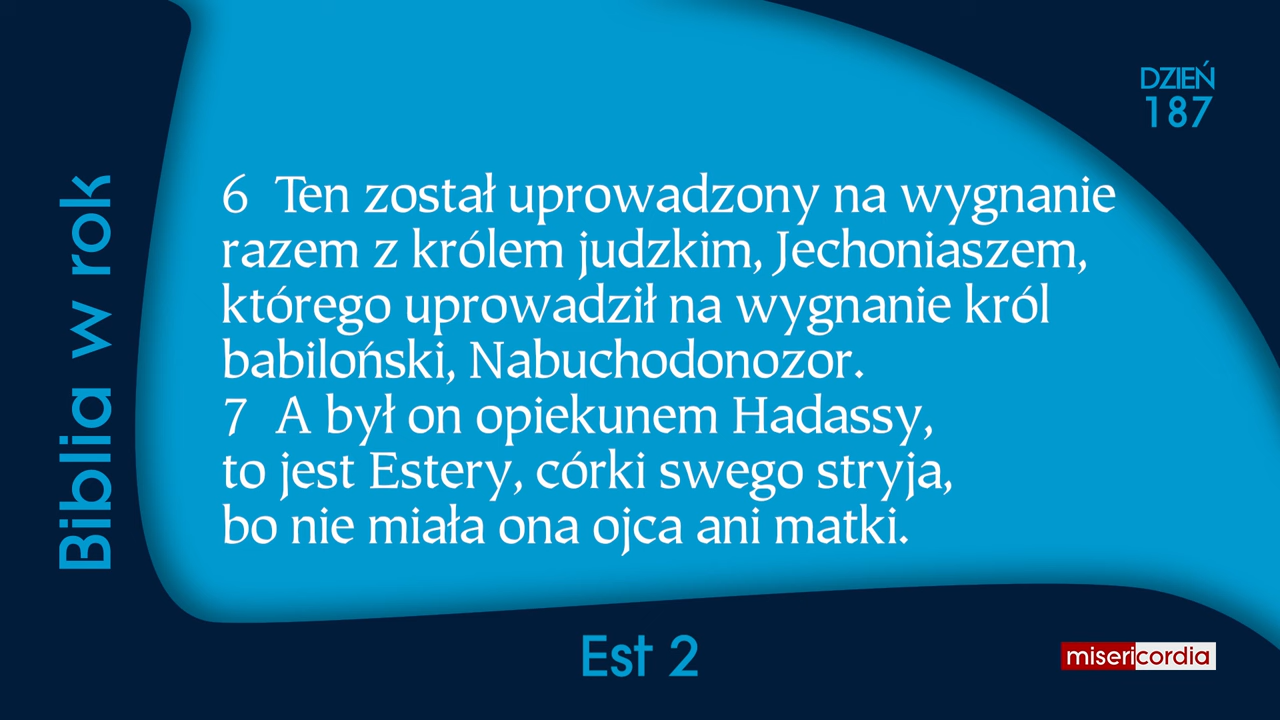 DZIEŃ
187
Biblia w rok
6 Ten został uprowadzony na wygnanie
razem z królem judzkim, Jechoniaszem,
którego uprowadził na wygnanie król
babiloński, Nabuchodonozor.
7 A był on opiekunem Hadassy,
to jest Estery, córki swego stryja,
bo nie miała ona ojca ani matki.
Est 2
misericordia